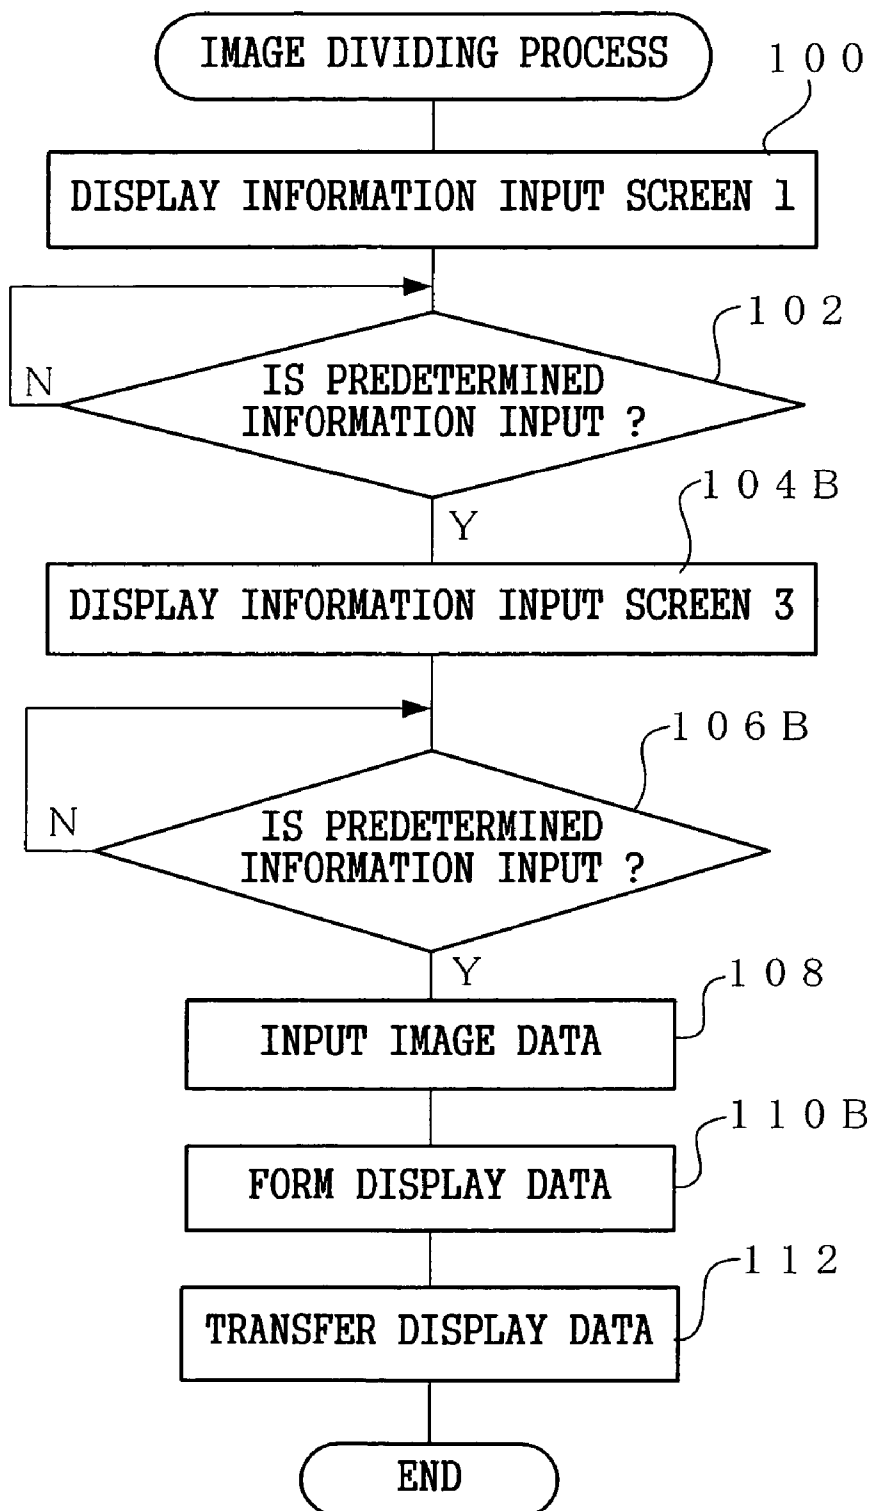 IMAGE DIVIDING PROCESS
100
DISPLAY INFORMATION INPUT SCREEN 1
102
N
IS PREDETERMINED
INFORMATION INPUT ?
104B
Y
DISPLAY INFORMATION INPUT SCREEN 3
106B
N
IS PREDETERMINED
INFORMATION INPUT ?
Y
108
INPUT IMAGE DATA
110B
FORM DISPLAY DATA
112
TRANSFER DISPLAY DATA
END